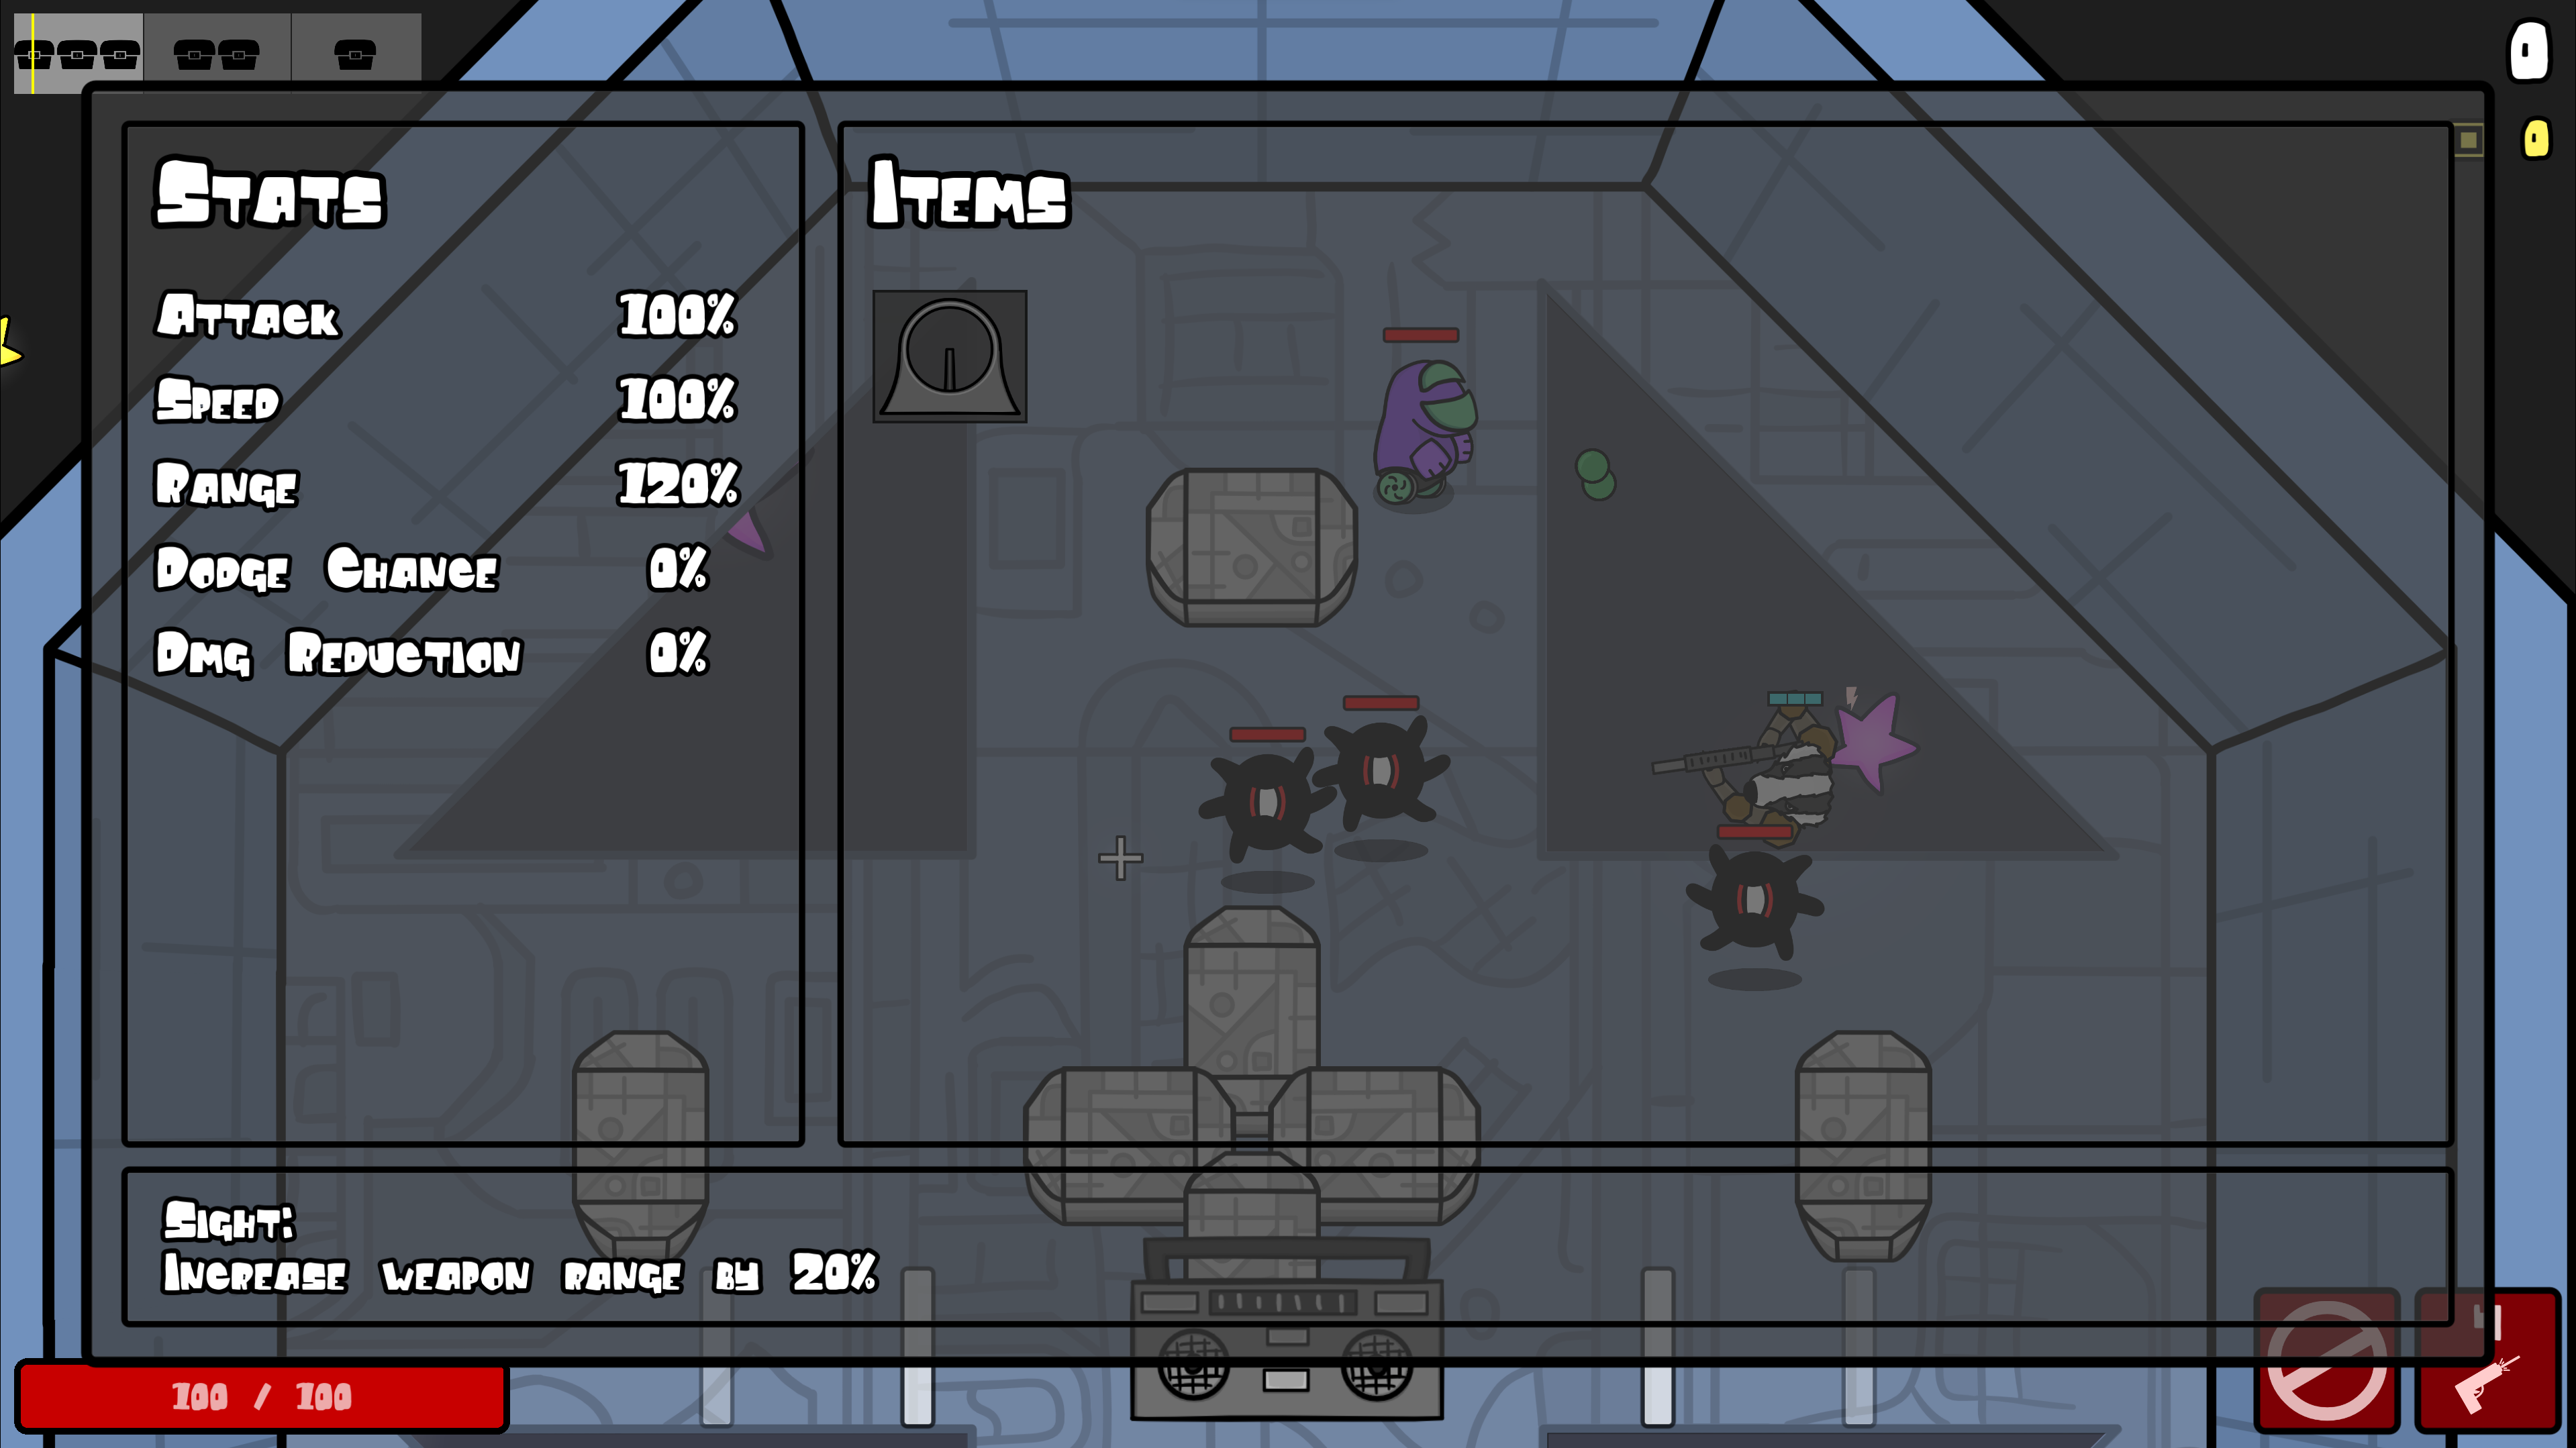 0
0
Stats
Attack 100%
Speed 100%
Range 120%
Dodge Chance 0%
Dmg Reduction 0%
Items
Sight:
Increase weapon range by 20%
100 / 100